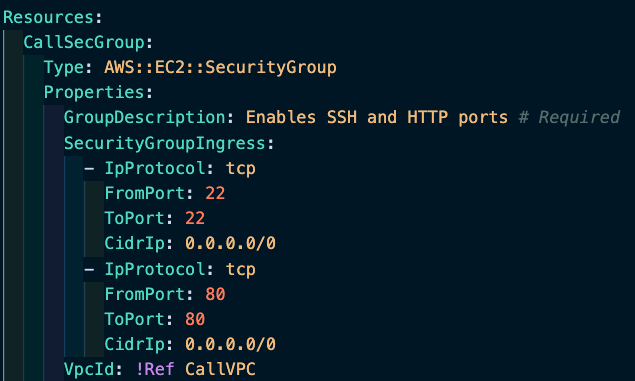 Resources:
  CallSecGroup:
    Type: AWS::EC2::SecurityGroup
    Properties:
      GroupDescription: Enables SSH and HTTP ports # Required
      SecurityGroupIngress:
        - IpProtocol: tcp
          FromPort: 22
          ToPort: 22
          CidrIp: 0.0.0.0/0
        - IpProtocol: tcp
          FromPort: 80
          ToPort: 80
          CidrIp: 0.0.0.0/0
      VpcId: !Ref CallVPC